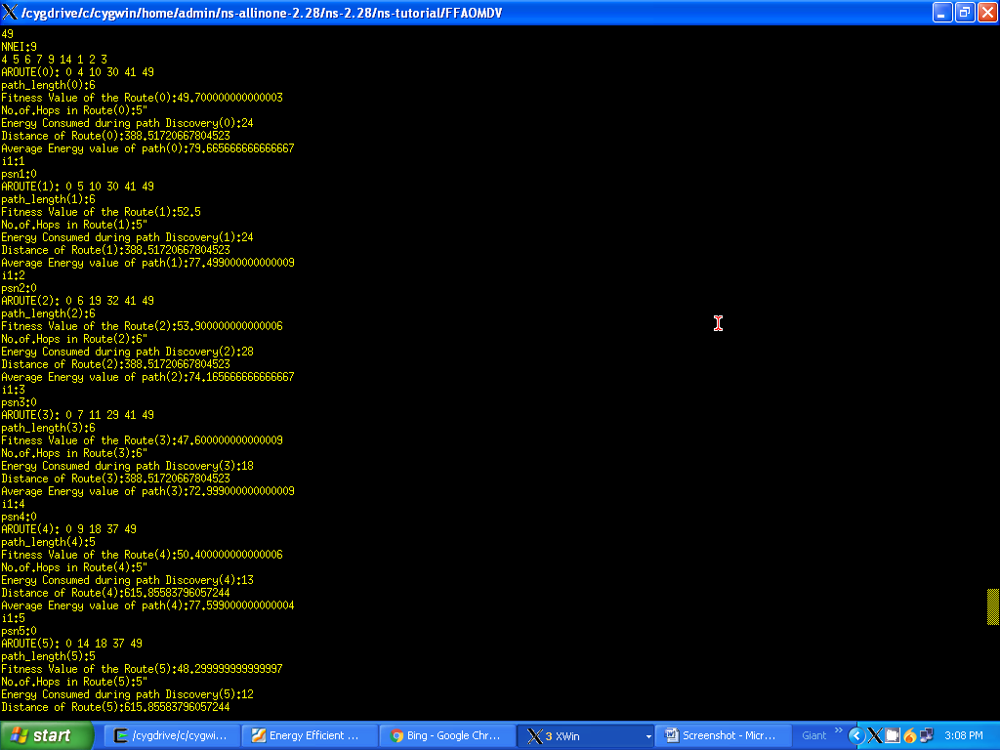 /cygdrive/c/cygwin/home/admin/ns-allinone-2.28/ns-2.28/ns-tutorial/FFAOMDV
49
NNEI:9
4 5 6 7 9 14 1 2 3
AROUTE(0): 0 4 10 30 41 49
path_length(0):6
Fitness Value of the Route(0):49.700000000000003
No.of.Hops in Route(0):5"
Energy Consumed during path Discovery(0):24
Distance of Route(0):388.51720667804523
Average Energy value of path(0):79.665666666666667
i1:1
psn1:0
AROUTE(1): 0 5 10 30 41 49
path_length(1):6
Fitness Value of the Route(1):52.5
No.of.Hops in Route(1):5"
Energy Consumed during path Discovery(1):24
Distance of Route(1):388.51720667804523
Average Energy value of path(1):77.499000000000009
i1:2
psn2:0
AROUTE(2): 0 6 19 32 41 49
path_length(2):6
Fitness Value of the Route(2):53.900000000000006
No.of.Hops in Route(2):6"
Energy Consumed during path Discovery(2):28
Distance of Route(2):388.51720667804523
Average Energy value of path(2):74.165666666666667
i1:3
psn3:0
AROUTE(3): 0 7 11 29 41 49
path_length(3):6
Fitness Value of the Route(3):47.600000000000009
No.of.Hops in Route(3):6"
Energy Consumed during path Discovery(3):18
Distance of Route(3):388.51720667804523
Average Energy value of path(3):72.999000000000009
i1:4
psn4:0
AROUTE(4): 0 9 18 37 49
path_length(4):5
Fitness Value of the Route(4):50.400000000000006
No.of.Hops in Route(4):5"
Energy Consumed during path Discovery(4):13
Distance of Route(4):615.85583796057244
Average Energy value of path(4):77.599000000000004
i1:5
psn5:0
AROUTE(5): 0 14 18 37 49
path_length(5):5
Fitness Value of the Route(5):48.299999999999997
No.of.Hops in Route(5):5"
Energy Consumed during path Discovery(5):12
Distance of Route(5):615.85583796057244
start /cygdrive/c/cygwi... Energy Efficient ... Bing - Google Chr... 3 XWin Screenshot - Micr... Giant 3:08 PM